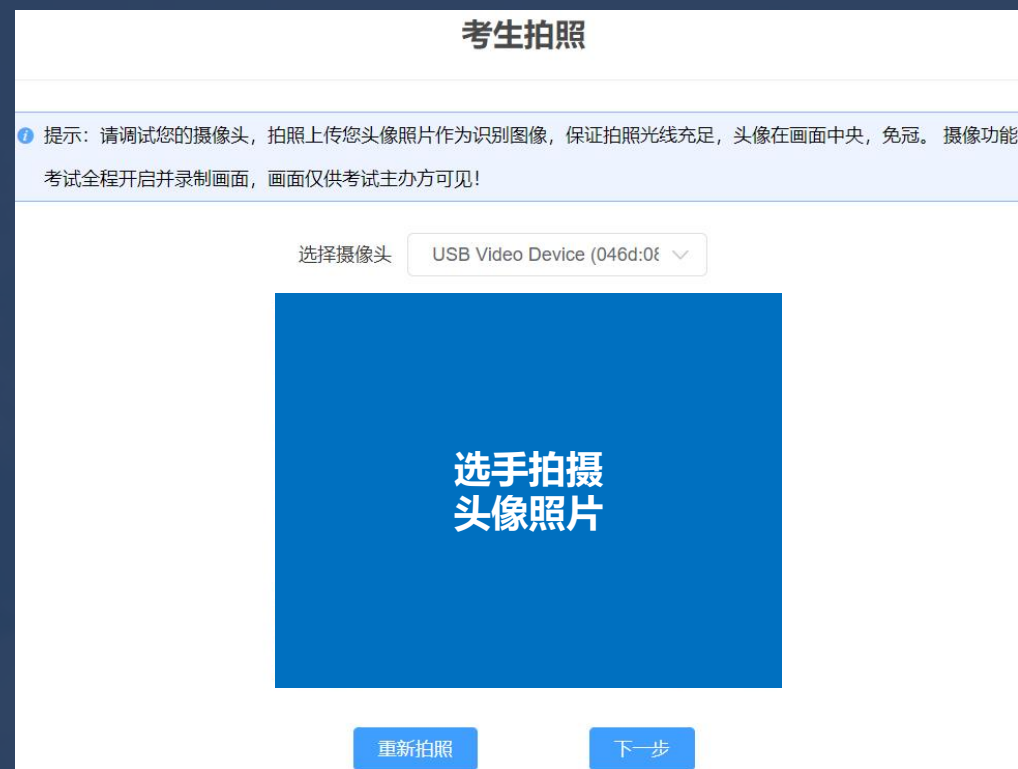 考生拍照
提示：请调试您的摄像头，拍照上传您头像照片作为识别图像，保证拍照光线充足，头像在画面中央，免冠。 摄像功能
考试全程开启并录制画面，画面仅供考试主办方可见！
选择摄像头 USB Video Device (046d:08
选手拍摄
头像照片
重新拍照 下一步